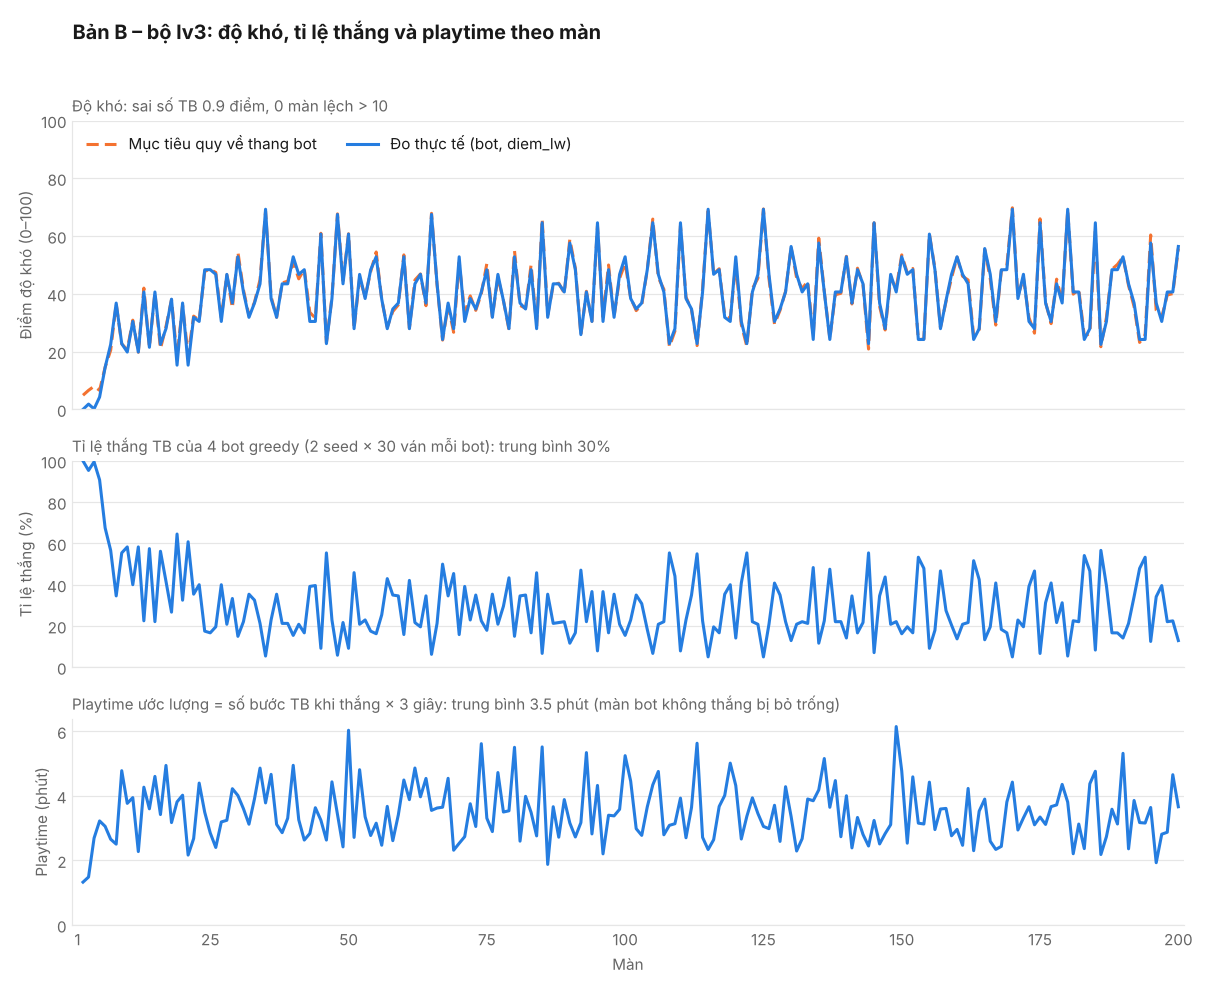 Bản B – bộ lv3: độ khó, tỉ lệ thắng và playtime theo màn
Độ khó: sai số TB 0.9 điểm, 0 màn lệch > 10
Điểm độ khó (0–100)
100
80
60
40
20
0
Mục tiêu quy về thang bot
Đo thực tế (bot, diem_lw)
Tỉ lệ thắng TB của 4 bot greedy (2 seed × 30 ván mỗi bot): trung bình 30%
Tỉ lệ thắng (%)
100
80
60
40
20
0
Playtime ước lượng = số bước TB khi thắng × 3 giây: trung bình 3.5 phút (màn bot không thắng bị bỏ trống)
Playtime (phút)
6
4
2
0
1 25 50 75 100 125 150 175 200
Màn